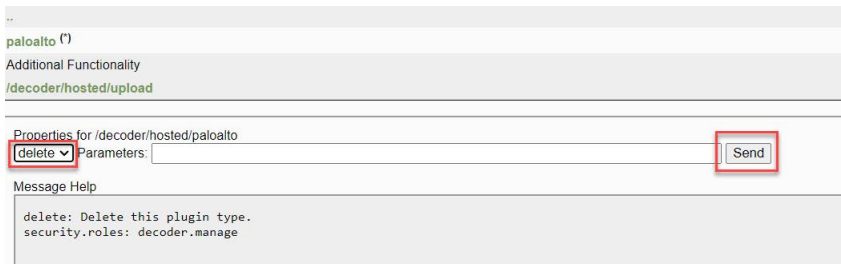 ..
paloalto (*)
Additional Functionality
/decoder/hosted/upload
Properties for /decoder/hosted/paloalto
delete Parameters: Send
Message Help
delete: Delete this plugin type.
security.roles: decoder.manage